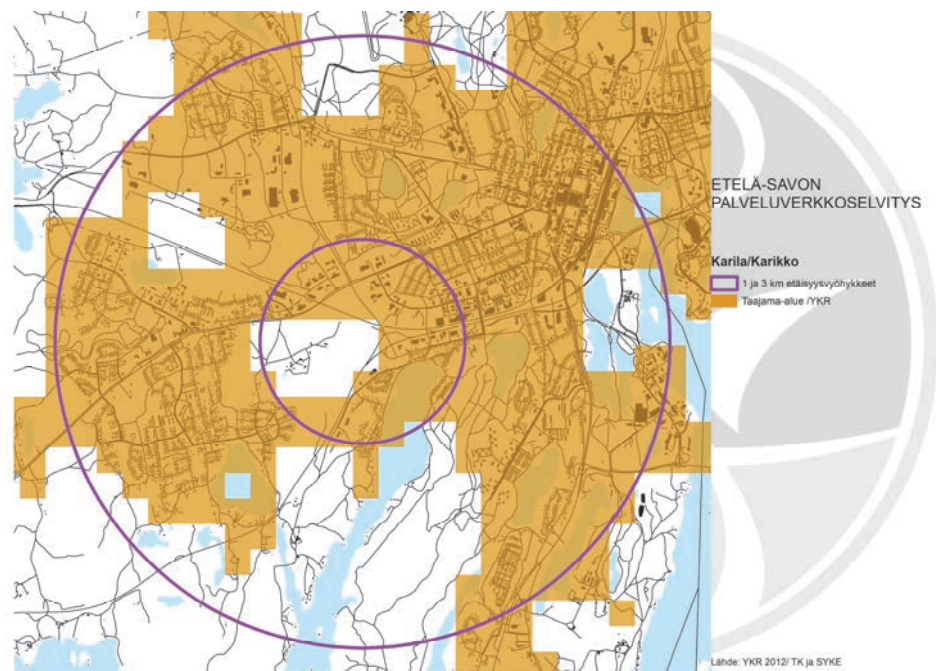 ETELÄ-SAVON
PALVELUVERKKOSELVITYS
Karila/Karikko
1 ja 3 km etäisyysvyöhykkeet
Taajama-alue /YKR
Lähde: YKR 2012/ TK ja SYKE